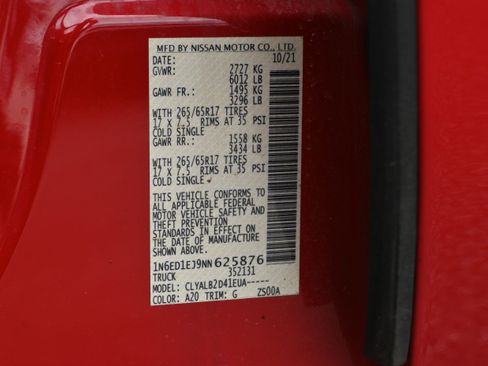 MFD BY NISSAN MOTOR CO., LTD.
DATE: 10/21
GVWR: 2727 KG
6012 LB
GAWR FR.: 1495 KG
3296 LB
WITH 265/65R17 TIRES
17 X 7.5 RIMS AT 35 PSI
COLD SINGLE
GAWR RR.: 1558 KG
3434 LB
WITH 265/65R17 TIRES
17 X 7.5 RIMS AT 35 PSI
COLD SINGLE
THIS VEHICLE CONFORMS TO
ALL APPLICABLE FEDERAL
MOTOR VEHICLE SAFETY AND
THEFT PREVENTION
STANDARDS IN EFFECT ON
THE DATE OF MANUFACTURE
SHOWN ABOVE.
1N6ED1EJ9NN625876
TRUCK 352131
MODEL: CLYALB2D41EUA-----
COLOR: A20 TRIM: G ZS00A